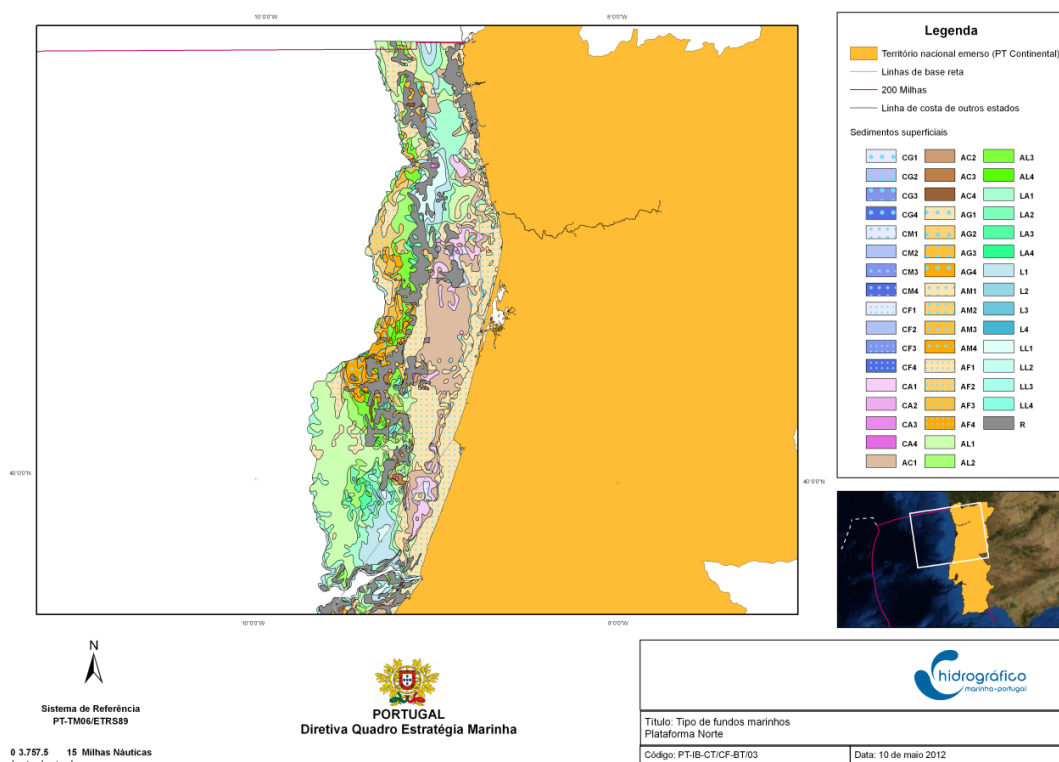 10°0'0"W
8°0'0"W
40°0'0"N
40°0'0"N
10°0'0"W
8°0'0"W
Legenda
Território nacional emerso (PT Continental)
Linhas de base reta
200 Milhas
Linha de costa de outros estados
Sedimentos superficiais
CG1 AC2 AL3
CG2 AC3 AL4
CG3 AC4 LA1
CG4 AG1 LA2
CM1 AG2 LA3
CM2 AG3 LA4
CM3 AG4 L1
CM4 AM1 L2
CF1 AM2 L3
CF2 AM3 L4
CF3 AM4 LL1
CF4 AF1 LL2
CA1 AF2 LL3
CA2 AF3 LL4
CA3 AF4 R
CA4 AL1
AC1 AL2
N
Sistema de Referência
PT-TM06/ETRS89
0 3.757.5 15 Milhas Náuticas
PORTUGAL
Diretiva Quadro Estratégia Marinha
hidrográfico
marinha • portugal
Título: Tipo de fundos marinhos
Plataforma Norte
Código: PT-IB-CT/CF-BT/03
Data: 10 de maio 2012